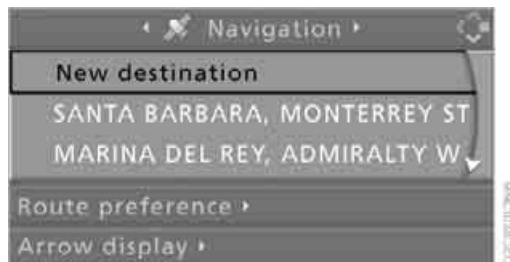 Navigation
New destination
SANTA BARBARA, MONTERREY ST
MARINA DEL REY, ADMIRALTY W
Route preference
Arrow display